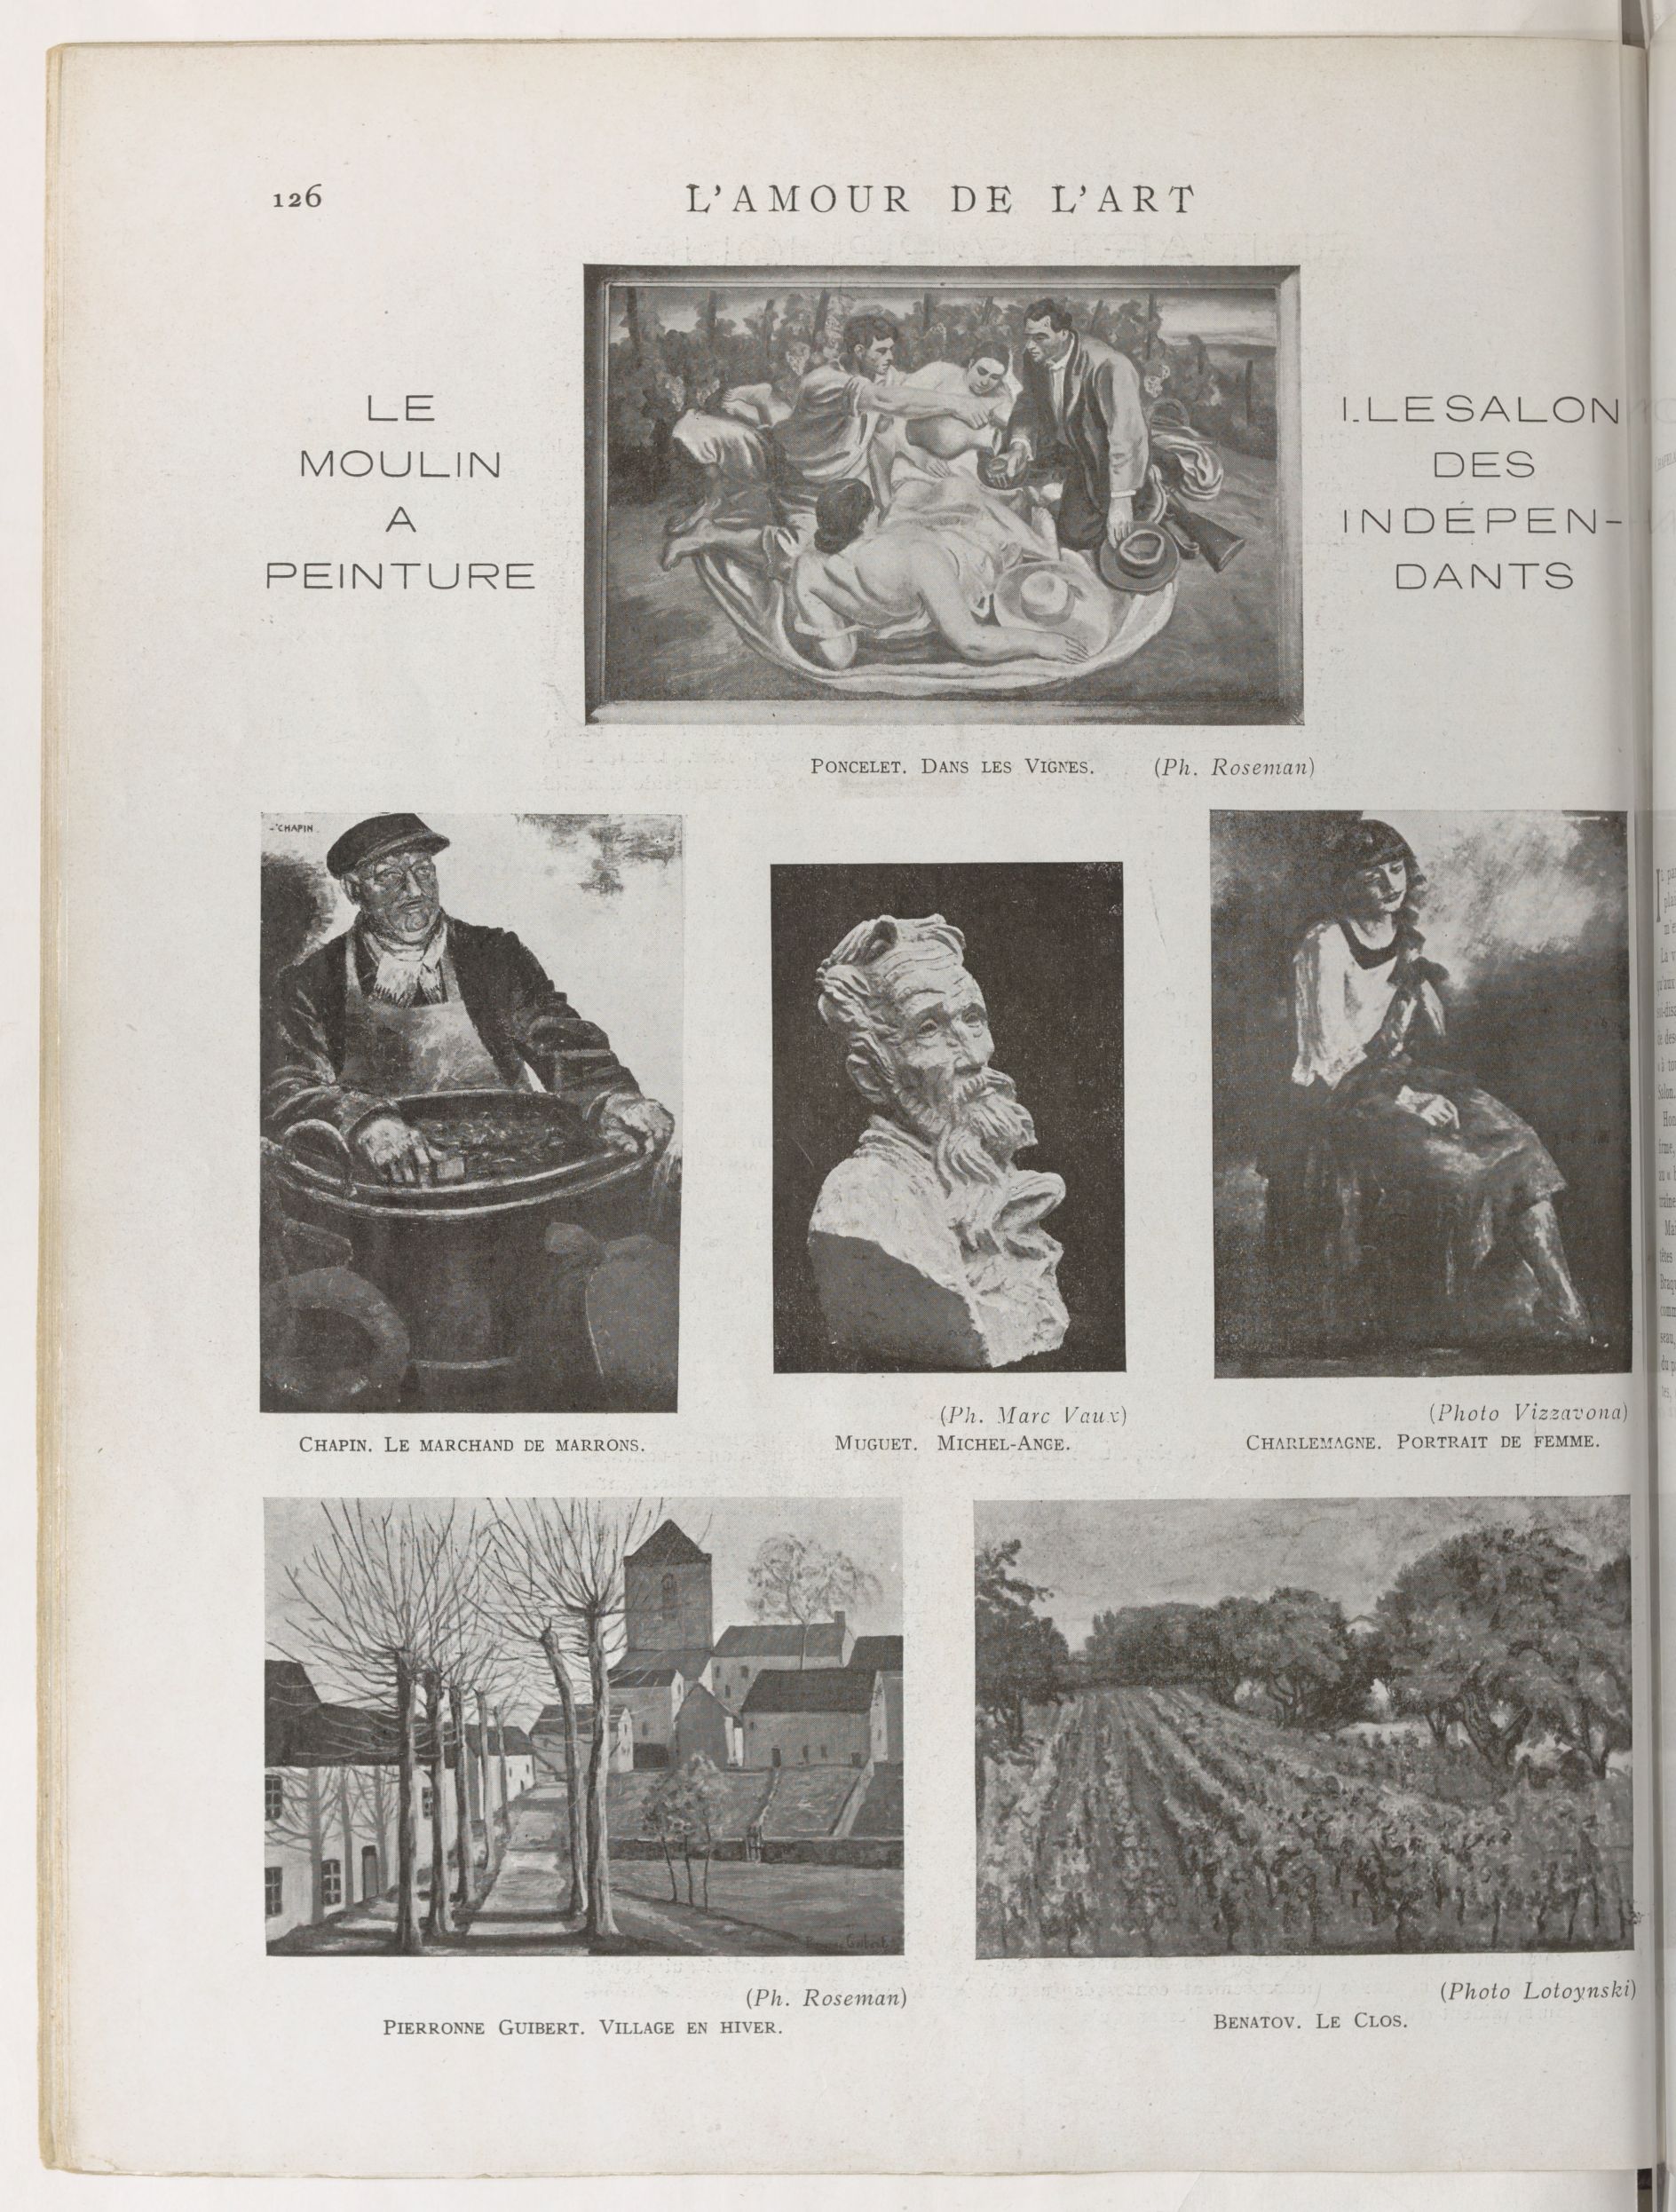 126
L'AMOUR DE L'ART
LE
MOULIN
A
PEINTURE
I. LE SALON
DES
INDÉPEN-
DANTS
PONCELET. DANS LES VIGNES. (Ph. Roseman)
CHAPIN
CHAPIN. LE MARCHAND DE MARRONS.
(Ph. Marc Vaux)
MUGUET. MICHEL-ANGE.
(Photo Vizzavona)
CHARLEMAGNE. PORTRAIT DE FEMME.
(Ph. Roseman)
PIERRONNE GUIBERT. VILLAGE EN HIVER.
(Photo Lotoynski)
BENATOV. LE CLOS.